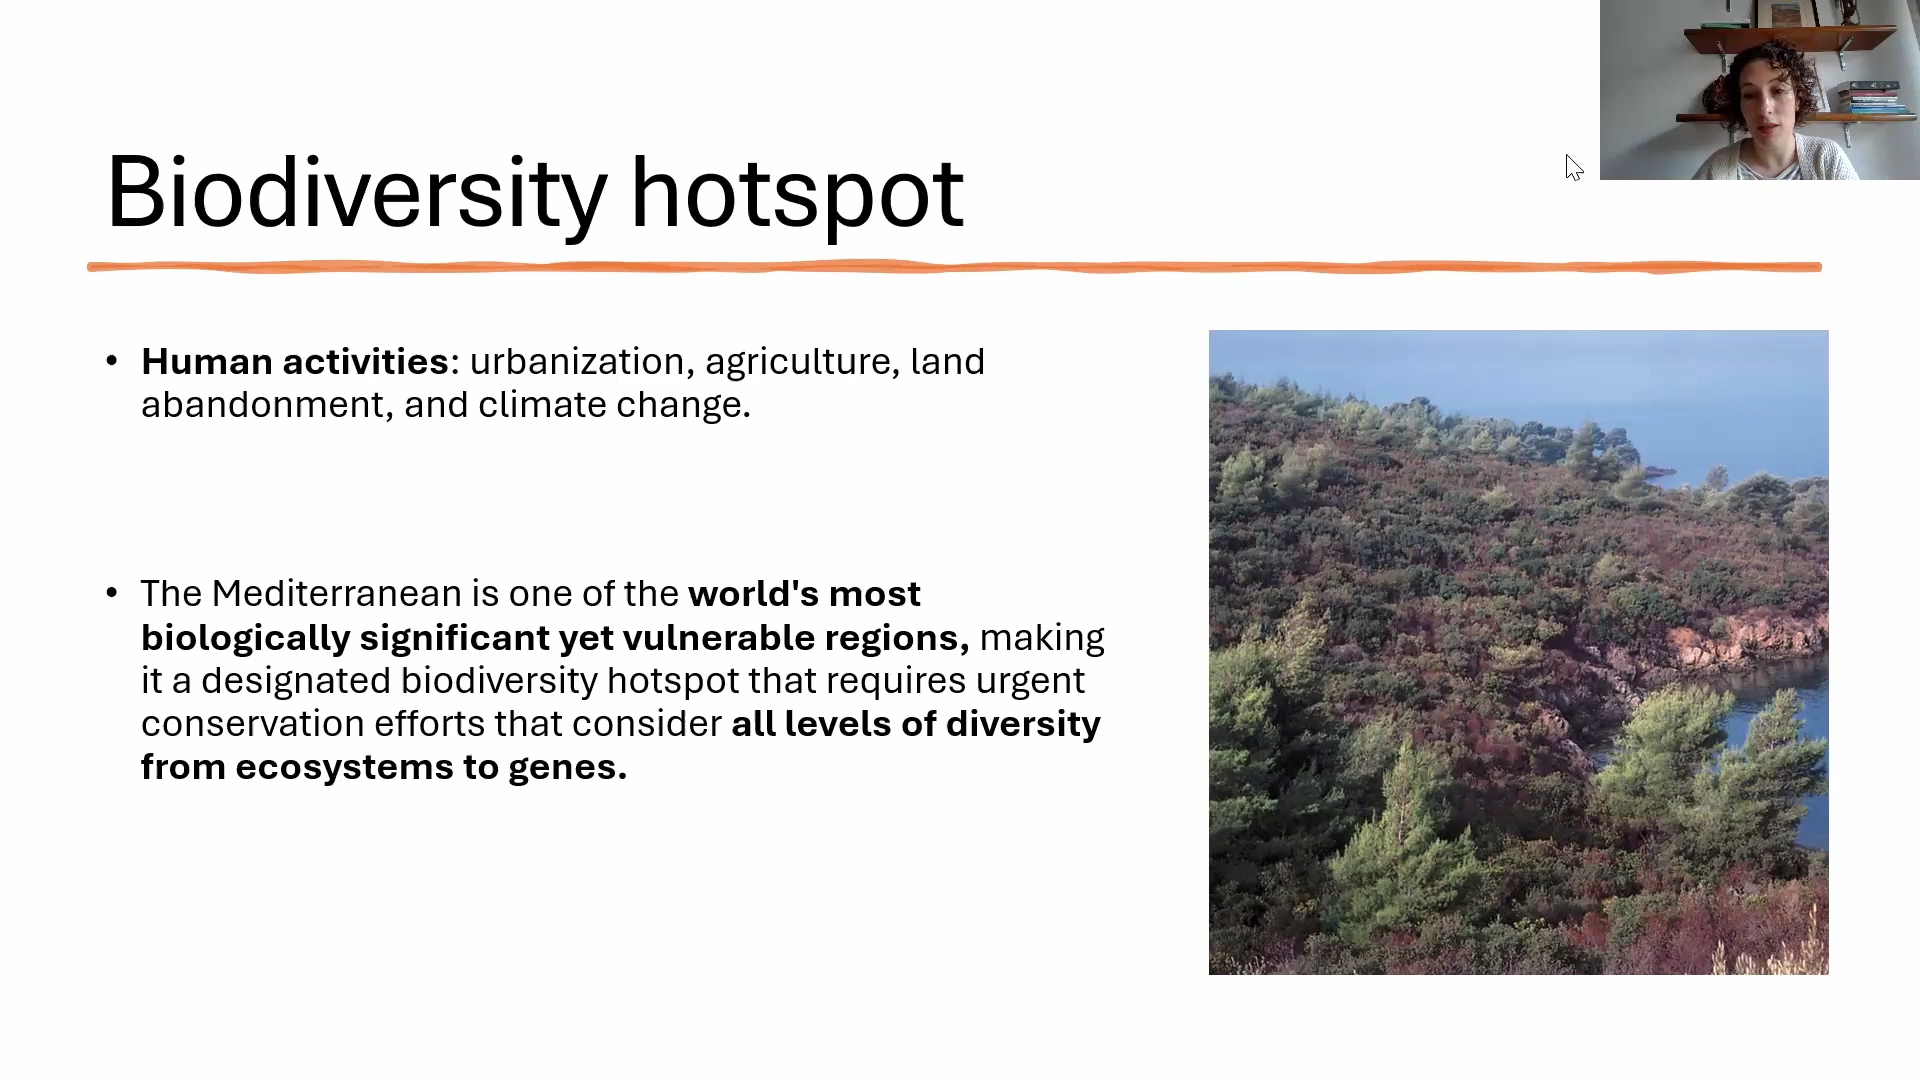 Biodiversity hotspot
• Human activities: urbanization, agriculture, land
abandonment, and climate change.
• The Mediterranean is one of the world's most
biologically significant yet vulnerable regions, making
it a designated biodiversity hotspot that requires urgent
conservation efforts that consider all levels of diversity
from ecosystems to genes.